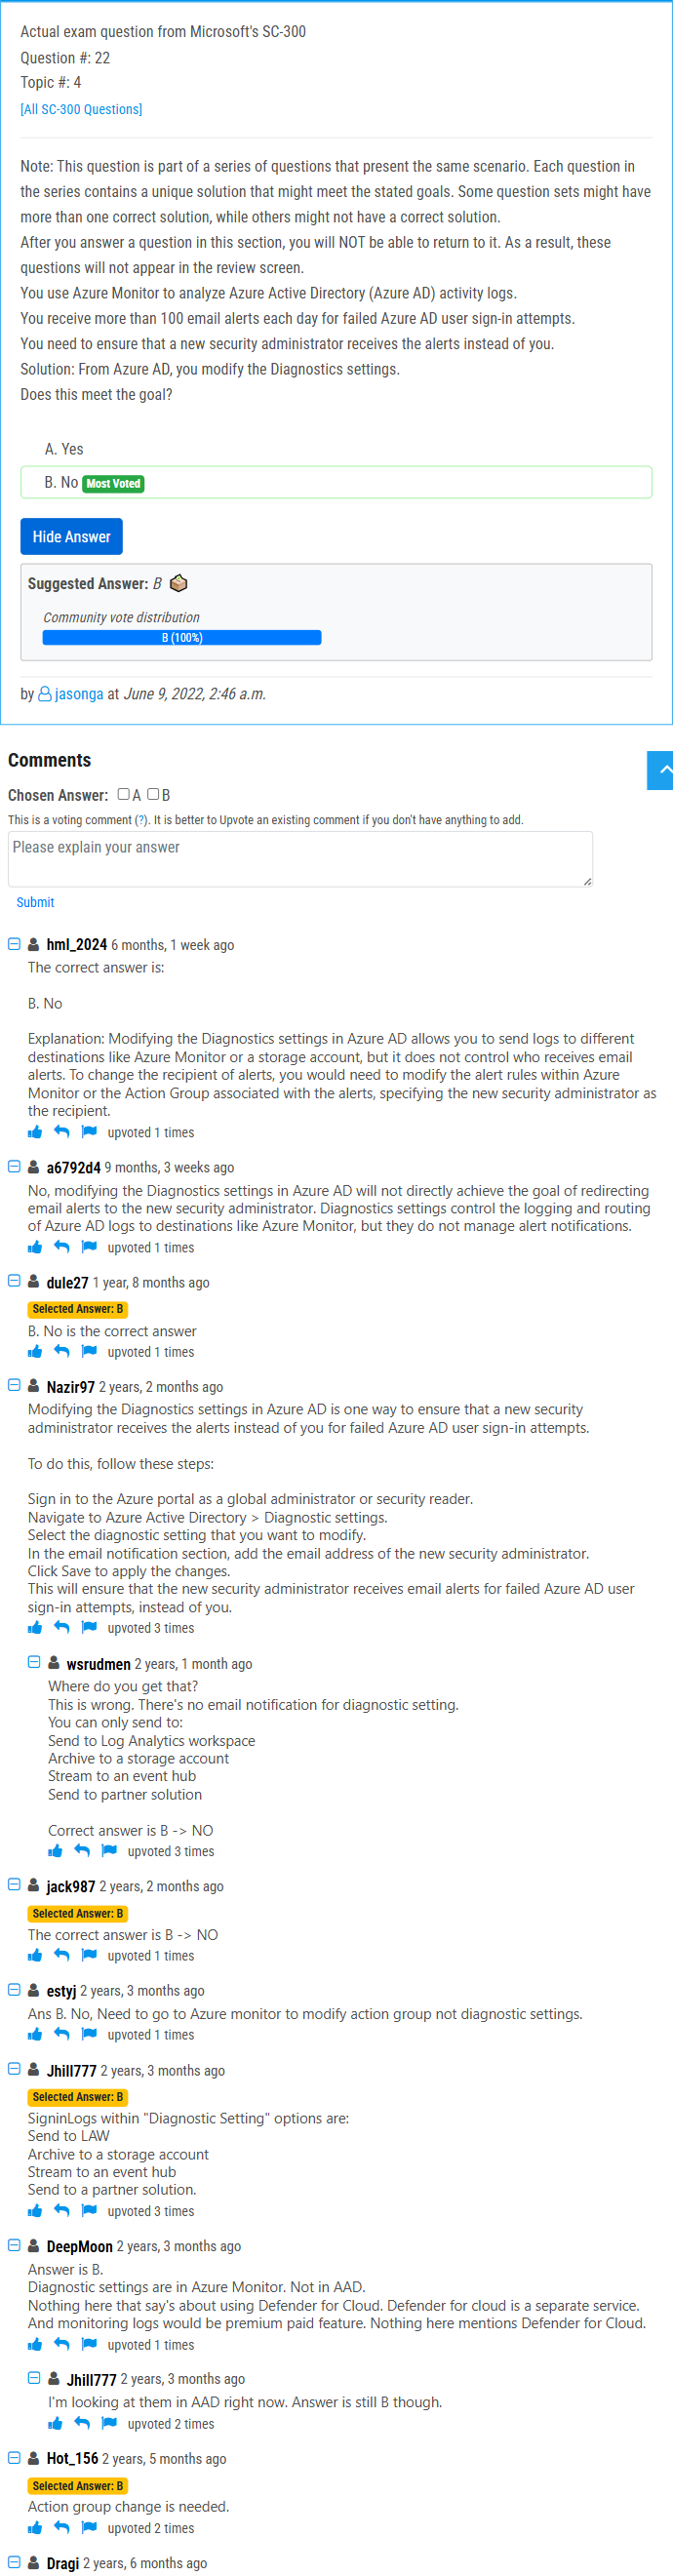 Actual exam question from Microsoft's SC-300
Question #: 22
Topic #: 4
[All SC-300 Questions]
Note: This question is part of a series of questions that present the same scenario. Each question in
the series contains a unique solution that might meet the stated goals. Some question sets might have
more than one correct solution, while others might not have a correct solution.
After you answer a question in this section, you will NOT be able to return to it. As a result, these
questions will not appear in the review screen.
You use Azure Monitor to analyze Azure Active Directory (Azure AD) activity logs.
You receive more than 100 email alerts each day for failed Azure AD user sign-in attempts.
You need to ensure that a new security administrator receives the alerts instead of you.
Solution: From Azure AD, you modify the Diagnostics settings.
Does this meet the goal?
A. Yes
B. No Most Voted
Hide Answer
Suggested Answer: B
Community vote distribution
B (100%)
by jasonga at June 9, 2022, 2:46 a.m.
Comments
Chosen Answer: A B
This is a voting comment (?). It is better to Upvote an existing comment if you don't have anything to add.
Please explain your answer
Submit
hml_2024 6 months, 1 week ago
The correct answer is:
B. No
Explanation: Modifying the Diagnostics settings in Azure AD allows you to send logs to different
destinations like Azure Monitor or a storage account, but it does not control who receives email
alerts. To change the recipient of alerts, you would need to modify the alert rules within Azure
Monitor or the Action Group associated with the alerts, specifying the new security administrator as
the recipient.
upvoted 1 times
a6792d4 9 months, 3 weeks ago
No, modifying the Diagnostics settings in Azure AD will not directly achieve the goal of redirecting
email alerts to the new security administrator. Diagnostics settings control the logging and routing
of Azure AD logs to destinations like Azure Monitor, but they do not manage alert notifications.
upvoted 1 times
dule27 1 year, 8 months ago
Selected Answer: B
B. No is the correct answer
upvoted 1 times
Nazir97 2 years, 2 months ago
Modifying the Diagnostics settings in Azure AD is one way to ensure that a new security
administrator receives the alerts instead of you for failed Azure AD user sign-in attempts.
To do this, follow these steps:
Sign in to the Azure portal as a global administrator or security reader.
Navigate to Azure Active Directory > Diagnostic settings.
Select the diagnostic setting that you want to modify.
In the email notification section, add the email address of the new security administrator.
Click Save to apply the changes.
This will ensure that the new security administrator receives email alerts for failed Azure AD user
sign-in attempts, instead of you.
upvoted 3 times
wsrudmen 2 years, 1 month ago
Where do you get that?
This is wrong. There's no email notification for diagnostic setting.
You can only send to:
Send to Log Analytics workspace
Archive to a storage account
Stream to an event hub
Send to partner solution
Correct answer is B -> NO
upvoted 3 times
jack987 2 years, 2 months ago
Selected Answer: B
The correct answer is B -> NO
upvoted 1 times
estyj 2 years, 3 months ago
Ans B. No, Need to go to Azure monitor to modify action group not diagnostic settings.
upvoted 1 times
Jhill777 2 years, 3 months ago
Selected Answer: B
SigninLogs within "Diagnostic Setting" options are:
Send to LAW
Archive to a storage account
Stream to an event hub
Send to a partner solution.
upvoted 3 times
DeepMoon 2 years, 3 months ago
Answer is B.
Diagnostic settings are in Azure Monitor. Not in AAD.
Nothing here that say's about using Defender for Cloud. Defender for cloud is a separate service.
And monitoring logs would be premium paid feature. Nothing here mentions Defender for Cloud.
upvoted 1 times
Jhill777 2 years, 3 months ago
I'm looking at them in AAD right now. Answer is still B though.
upvoted 2 times
Hot_156 2 years, 5 months ago
Selected Answer: B
Action group change is needed.
upvoted 2 times
Dragi 2 years, 6 months ago